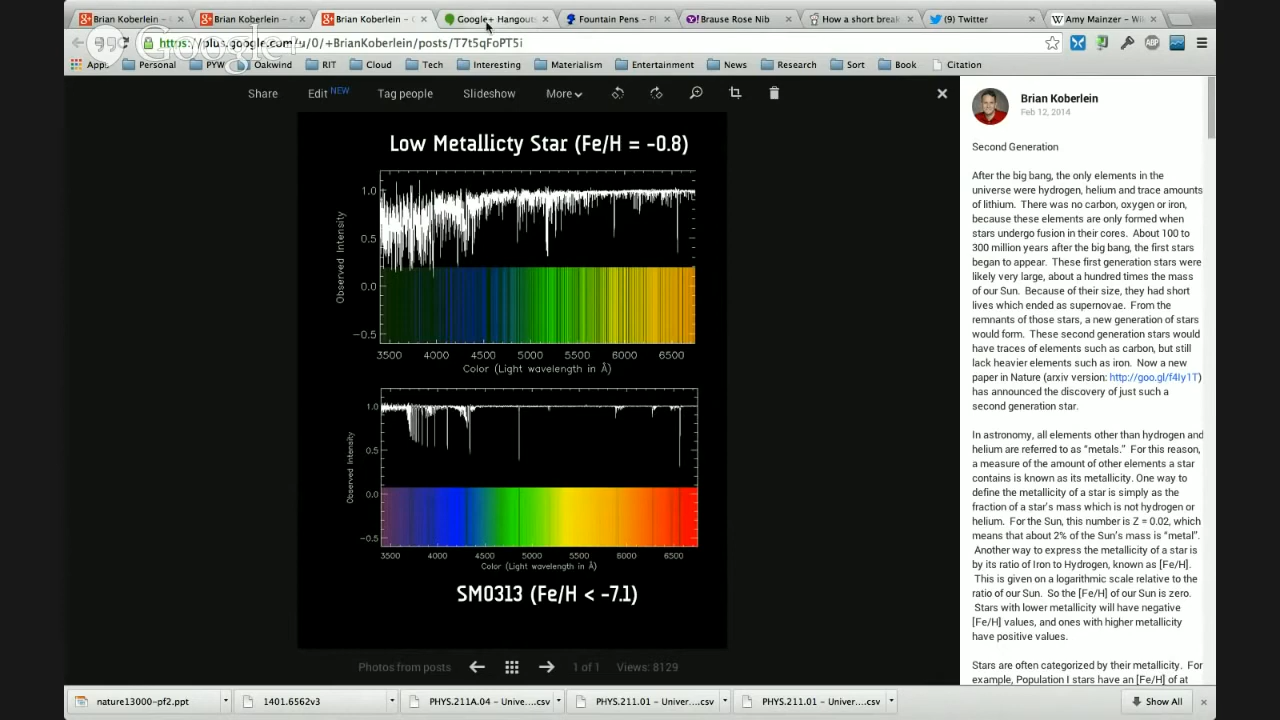 Brian Koberlein -
Brian Koberlein -
Brian Koberlein -
Google+ Hangouts
Fountain Pens - Pl
Brause Rose Nib
How a short break
(9) Twitter
Amy Mainzer - Wi
Google+
https://plus.google.com/u/0/+BrianKoberlein/posts/T7t5qFoPT5i
ABP
Apps
Personal
PYW
Oakwind
RIT
Cloud
Tech
Interesting
Materialism
Entertainment
News
Research
Sort
Book
Citation
Share
Edit NEW
Tag people
Slideshow
More
Low Metallicty Star (Fe/H = -0.8)
1.0
0.5
0.0
-0.5
Observed Intensity
3500 4000 4500 5000 5500 6000 6500
Color (Light wavelength in Å)
1.0
0.5
0.0
-0.5
Observed Intensity
3500 4000 4500 5000 5500 6000 6500
Color (Light wavelength in Å)
SM0313 (Fe/H < -7.1)
Photos from posts
1 of 1
Views: 8129
Brian Koberlein
Feb 12, 2014
Second Generation
After the big bang, the only elements in the
universe were hydrogen, helium and trace amounts
of lithium. There was no carbon, oxygen or iron,
because these elements are only formed when
stars undergo fusion in their cores. About 100 to
300 million years after the big bang, the first stars
began to appear. These first generation stars were
likely very large, about a hundred times the mass
of our Sun. Because of their size, they had short
lives which ended as supernovae. From the
remnants of those stars, a new generation of stars
would form. These second generation stars would
have traces of elements such as carbon, but still
lack heavier elements such as iron. Now a new
paper in Nature (arxiv version: http://goo.gl/f4Iy1T)
has announced the discovery of just such a
second generation star.
In astronomy, all elements other than hydrogen and
helium are referred to as "metals." For this reason,
a measure of the amount of other elements a star
contains is known as its metallicity. One way to
define the metallicity of a star is simply as the
fraction of a star's mass which is not hydrogen or
helium. For the Sun, this number is Z = 0.02, which
means that about 2% of the Sun's mass is "metal".
Another way to express the metallicity of a star is
by its ratio of Iron to Hydrogen, known as [Fe/H].
This is given on a logarithmic scale relative to the
ratio of our Sun. So the [Fe/H] of our Sun is zero.
Stars with lower metallicity will have negative
[Fe/H] values, and ones with higher metallicity
have positive values.
Stars are often categorized by their metallicity. For
example, Population I stars have an [Fe/H] of at
nature13000-pf2.ppt
1401.6562v3
PHYS.211A.04 - Unive....csv
PHYS.211.01 - Univer....csv
PHYS.211.01 - Univer....csv
Show All